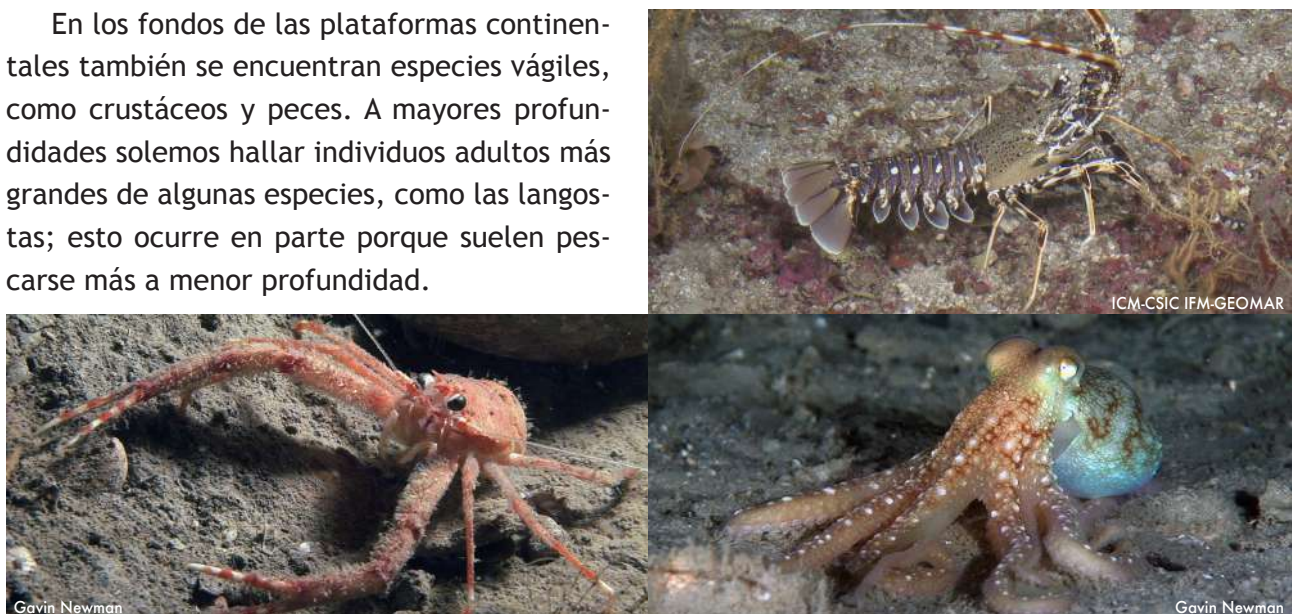 En los fondos de las plataformas continen-
tales también se encuentran especies vágiles,
como crustáceos y peces. A mayores profun-
didades solemos hallar individuos adultos más
grandes de algunas especies, como las langos-
tas; esto ocurre en parte porque suelen pes-
carse más a menor profundidad.
ICM-CSIC IFM-GEOMAR
Gavin Newman
Gavin Newman